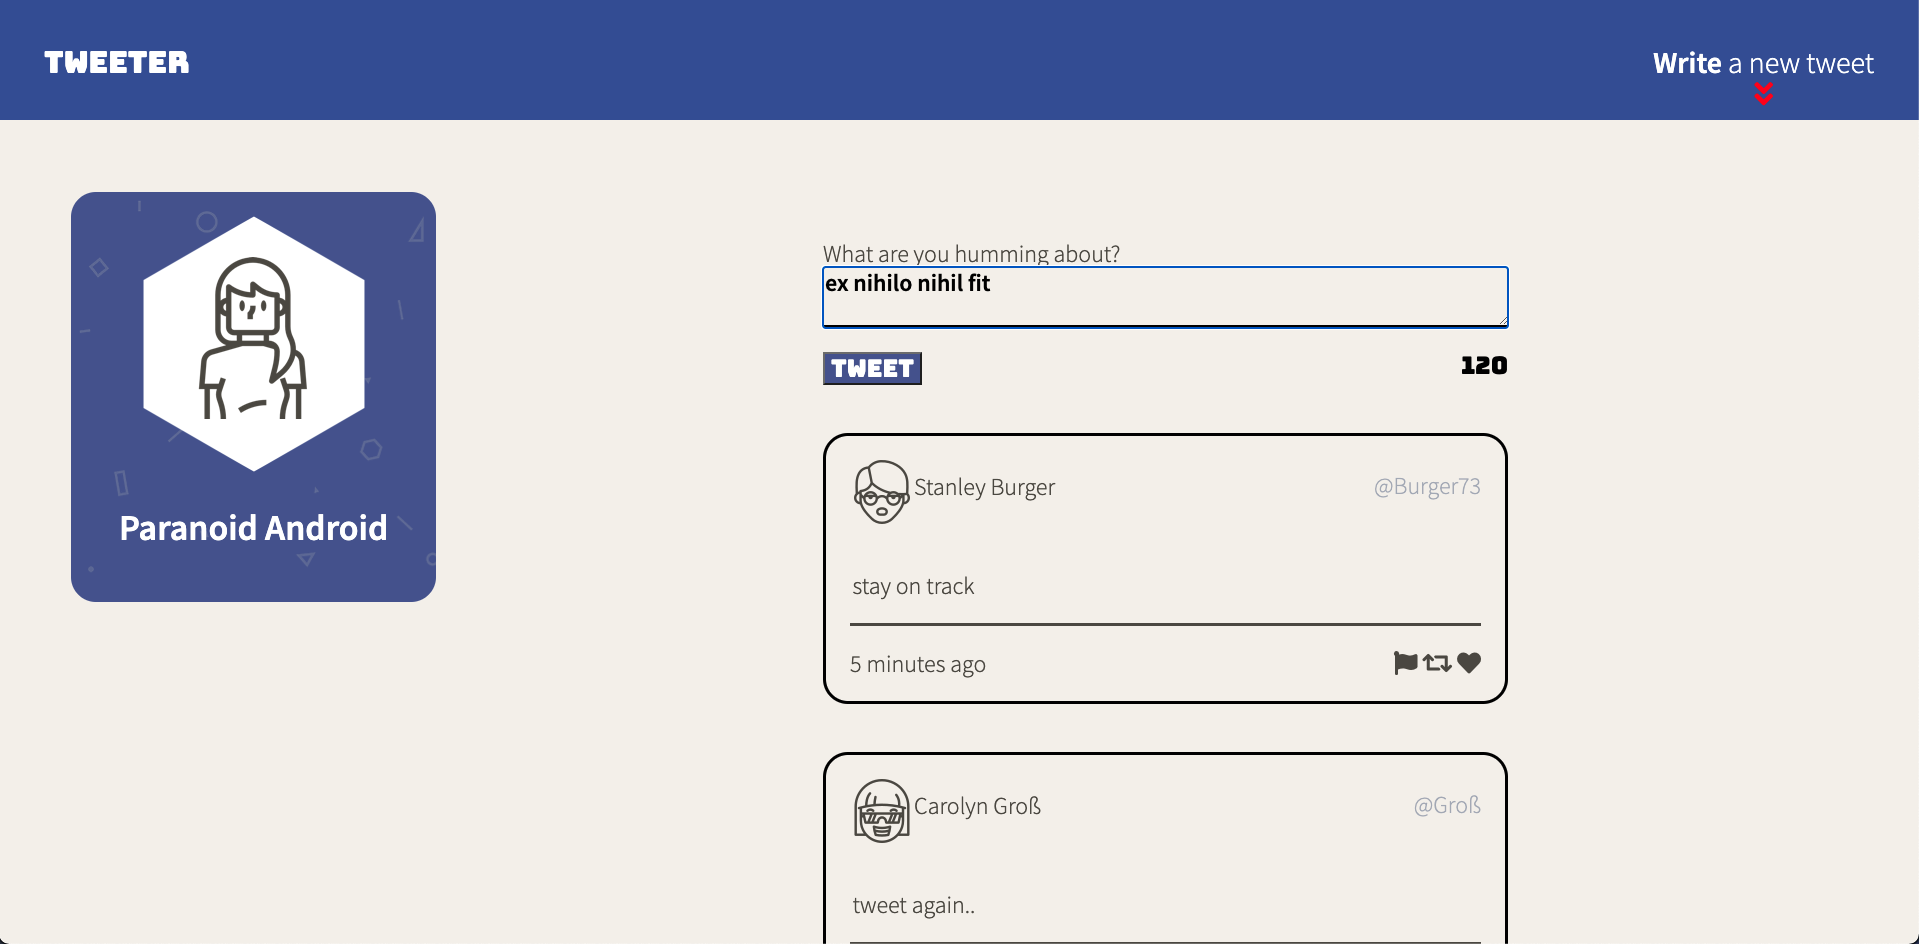 TWEETER
Write a new tweet
Paranoid Android
What are you humming about?
ex nihilo nihil fit
TWEET
120
Stanley Burger
@Burger73
stay on track
5 minutes ago
Carolyn Groß
@Groß
tweet again..